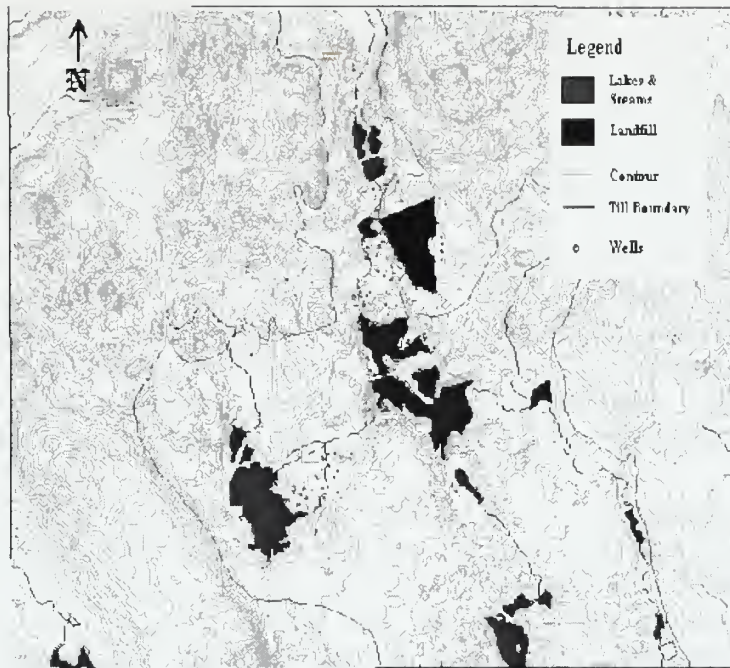 N
Legend
Lakes &
Streams
Landfill
Contour
Till Boundary
Wells